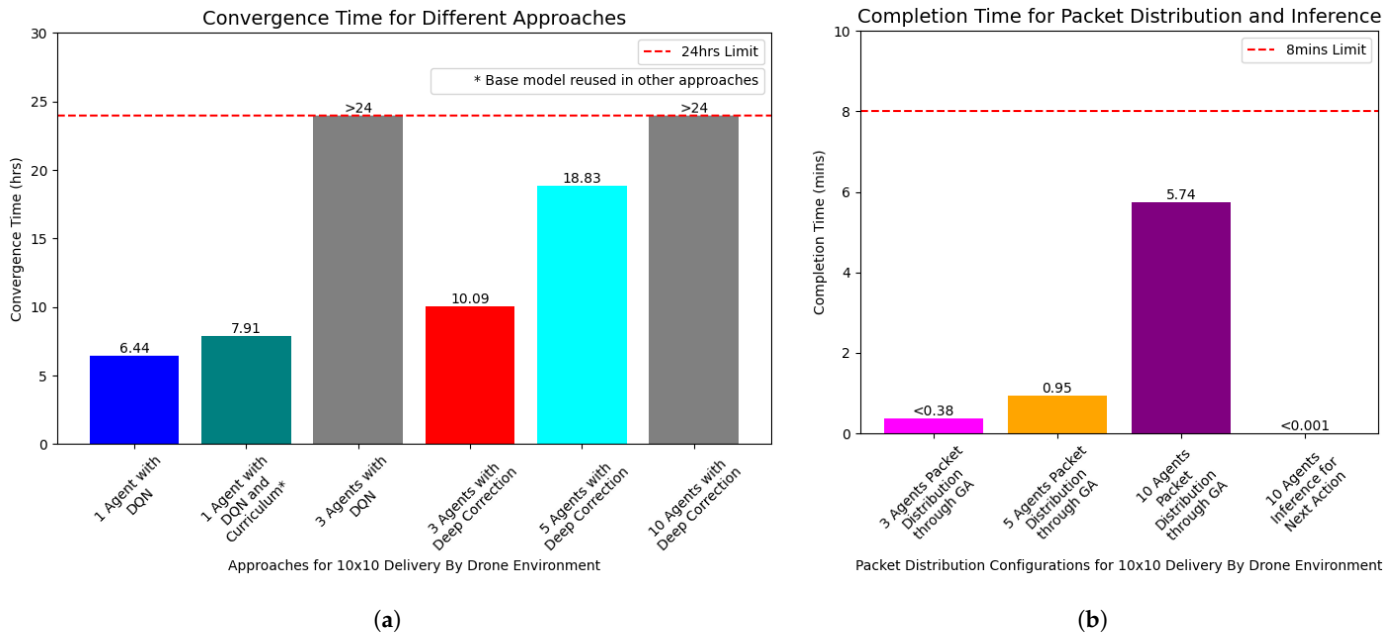 Convergence Time for Different Approaches
30
25
20
15
10
5
0
Convergence Time (hrs)
24hrs Limit
* Base model reused in other approaches
6.44
7.91
>24
10.09
18.83
>24
1 Agent with
DQN
1 Agent with
DQN and
Curriculum*
3 Agents with
DQN
3 Agents with
Deep Correction
5 Agents with
Deep Correction
10 Agents with
Deep Correction
Approaches for 10x10 Delivery By Drone Environment
(a)
Completion Time for Packet Distribution and Inference
10
8
6
4
2
0
Completion Time (mins)
8mins Limit
<0.38
0.95
5.74
<0.001
3 Agents Packet
Distribution
through GA
5 Agents Packet
Distribution
through GA
10 Agents
Packet
Distribution
through GA
10 Agents
Inference for
Next Action
Packet Distribution Configurations for 10x10 Delivery By Drone Environment
(b)